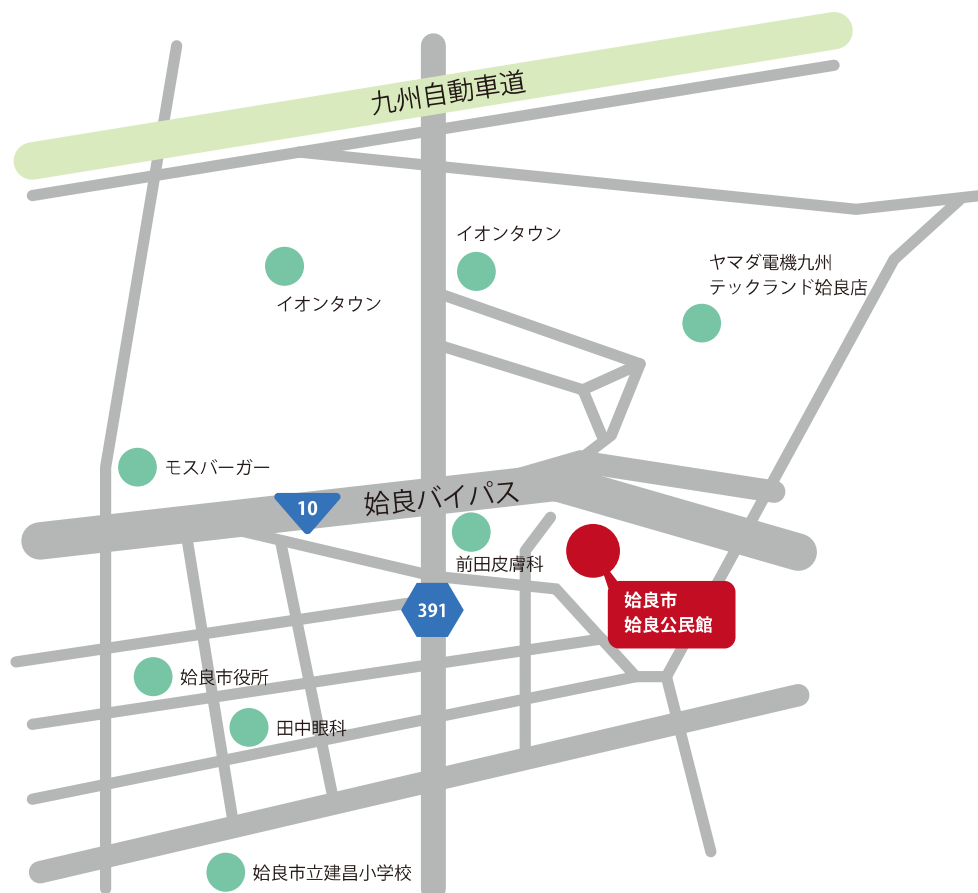 九州自動車道
イオンタウン
イオンタウン
ヤマダ電機九州
テックランド姶良店
モスバーガー
10
姶良バイパス
前田皮膚科
391
姶良市
姶良公民館
姶良市役所
田中眼科
姶良市立建昌小学校